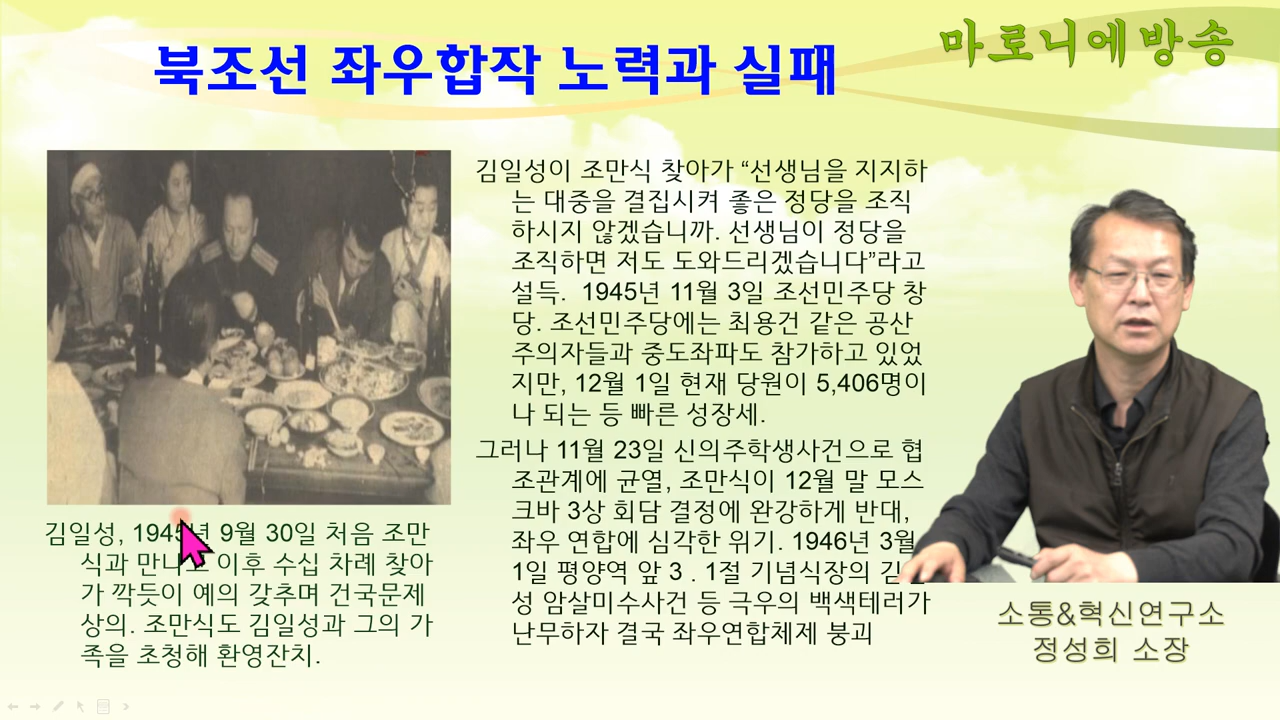 마로니에방송
북조선 좌우합작 노력과 실패
김일성이 조만식 찾아가 “선생님을 지지하
는 대중을 결집시켜 좋은 정당을 조직
하시지 않겠습니까. 선생님이 정당을
조직하면 저도 도와드리겠습니다”라고
설득. 1945년 11월 3일 조선민주당 창
당. 조선민주당에는 최용건 같은 공산
주의자들과 중도좌파도 참가하고 있었
지만, 12월 1일 현재 당원이 5,406명이
나 되는 등 빠른 성장세.
그러나 11월 23일 신의주학생사건으로 협
조관계에 균열, 조만식이 12월 말 모스
크바 3상 회담 결정에 완강하게 반대,
좌우 연합에 심각한 위기. 1946년 3월
1일 평양역 앞 3 . 1절 기념식장의 김
성 암살미수사건 등 극우의 백색테러가
난무하자 결국 좌우연합체제 붕괴
김일성, 1945년 9월 30일 처음 조만
식과 만나고 이후 수십 차례 찾아
가 깍듯이 예의 갖추며 건국문제
상의. 조만식도 김일성과 그의 가
족을 초청해 환영잔치.
소통&혁신연구소
정성희 소장